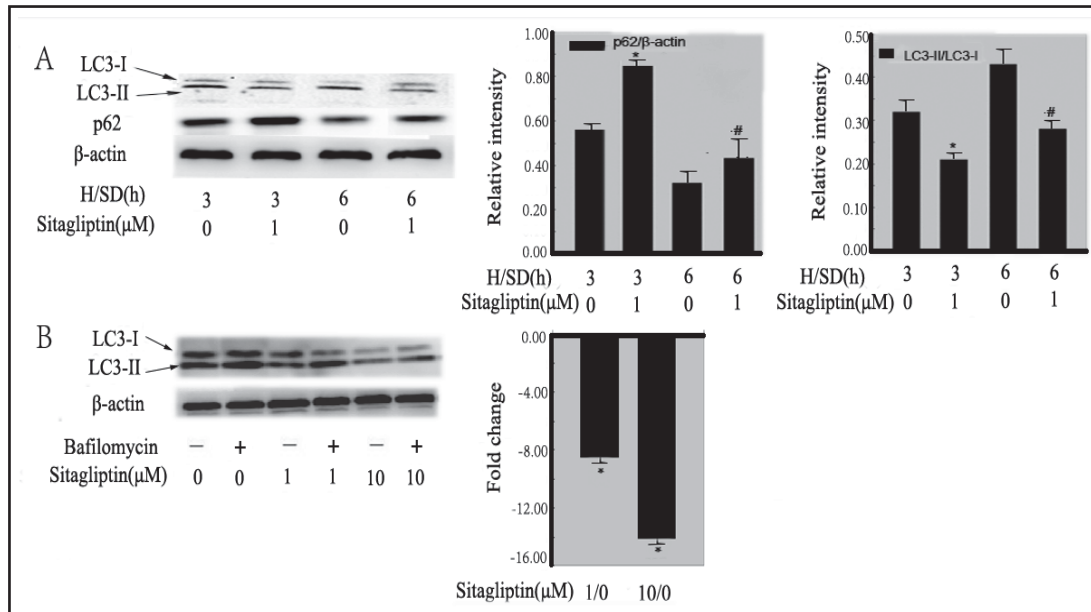 A
LC3-I
LC3-II
p62
β-actin
H/SD(h) 3 3 6 6
Sitagliptin(μM) 0 1 0 1
p62/β-actin
Relative intensity
1.00
0.80
0.60
0.40
0.20
0.00
*
#
H/SD(h) 3 3 6 6
Sitagliptin(μM) 0 1 0 1
LC3-II/LC3-I
Relative intensity
0.50
0.40
0.30
0.20
0.10
0.00
*
#
H/SD(h) 3 3 6 6
Sitagliptin(μM) 0 1 0 1
B
LC3-I
LC3-II
β-actin
Bafilomycin − + − + − +
Sitagliptin(μM) 0 0 1 1 10 10
Fold change
0.00
-4.00
-8.00
-12.00
-16.00
*
*
Sitagliptin(μM) 1/0 10/0